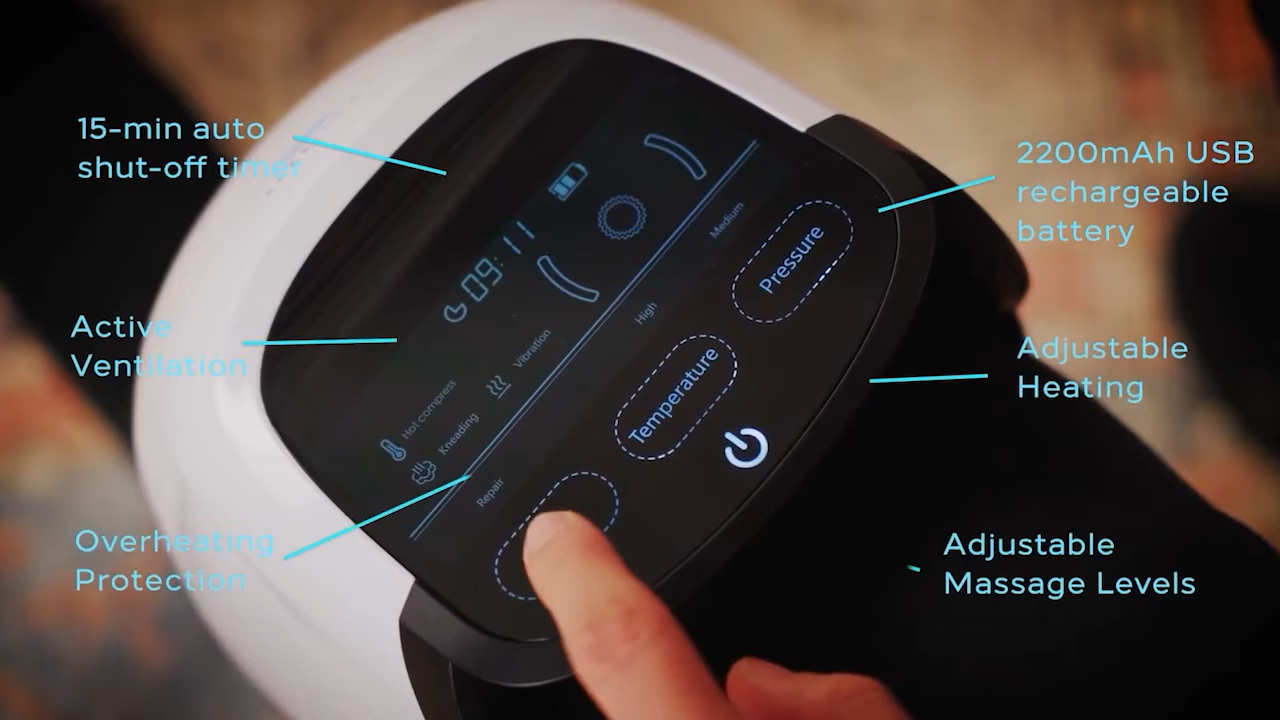 15-min auto
shut-off timer
Active
Ventilation
Overheating
Protection
2200mAh USB
rechargeable
battery
Adjustable
Heating
Adjustable
Massage Levels
09:11
Hot compress
Kneading
Vibration
Repair
High
Medium
Temperature
Pressure